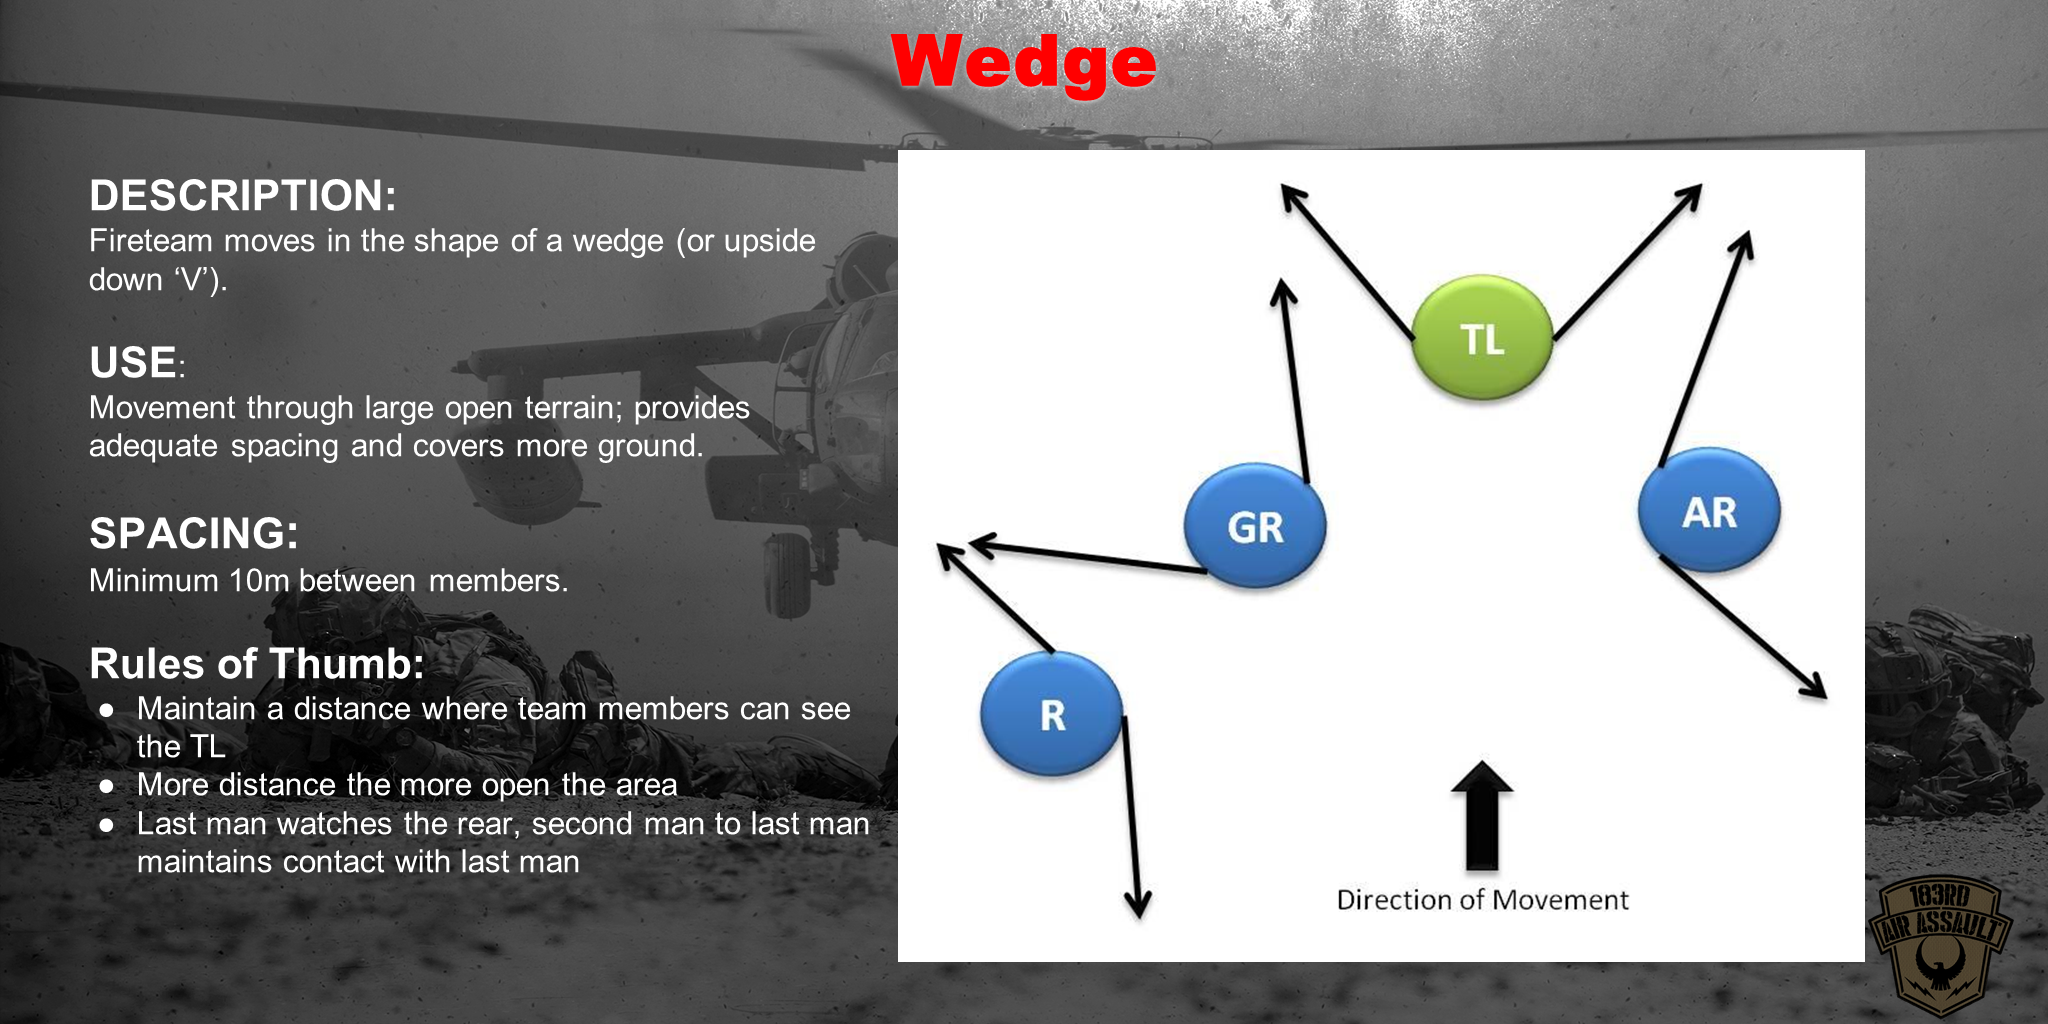 Wedge
DESCRIPTION:
Fireteam moves in the shape of a wedge (or upside
down ‘V’).
USE:
Movement through large open terrain; provides
adequate spacing and covers more ground.
SPACING:
Minimum 10m between members.
Rules of Thumb:
● Maintain a distance where team members can see
the TL
● More distance the more open the area
● Last man watches the rear, second man to last man
maintains contact with last man
TL
GR
AR
R
Direction of Movement
183RD
AIR ASSAULT